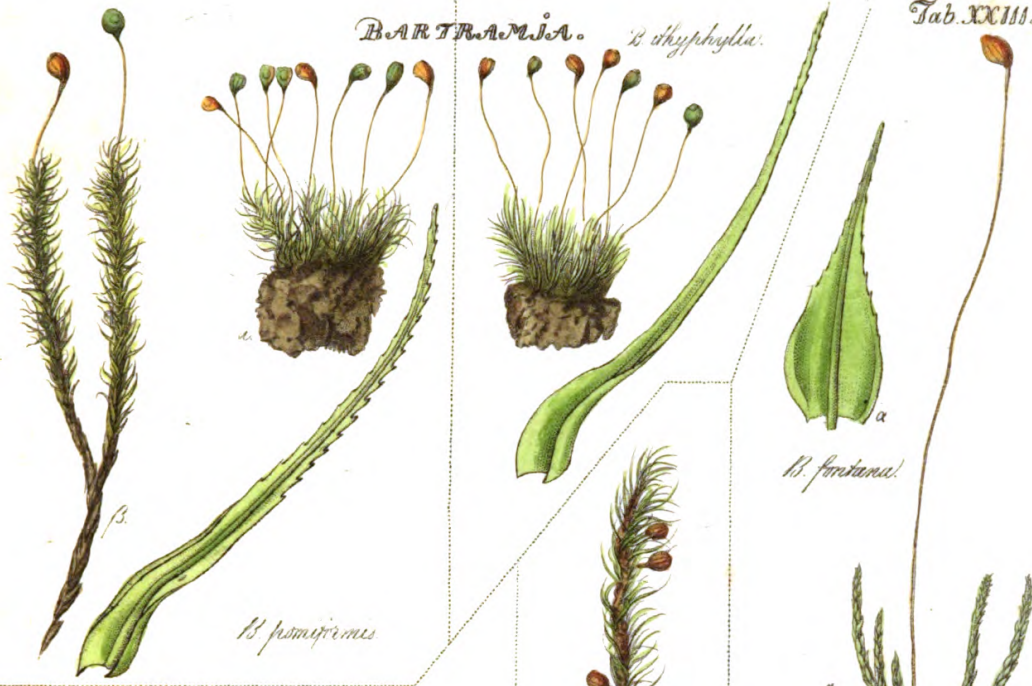 BARTRAMIA.
Tab. XXIII.
B. ithyphylla.
α.
a
B. fontana.
β.
B. pomiformis